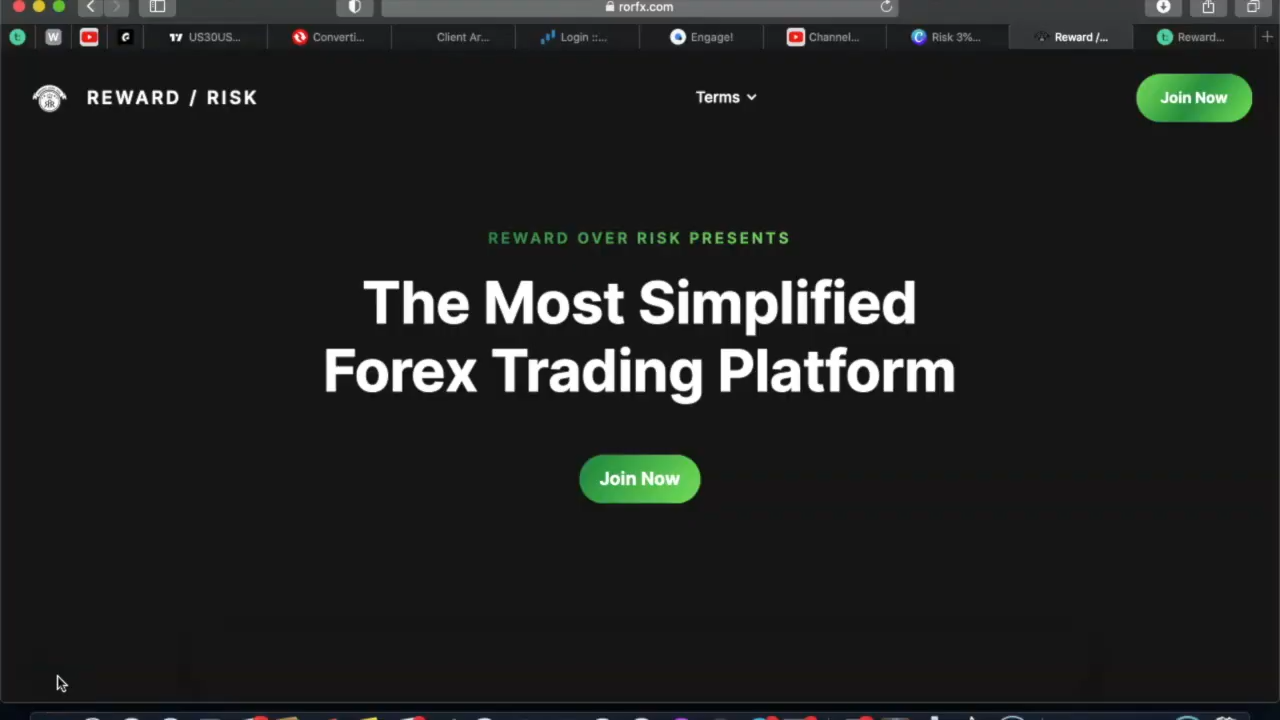 rorfx.com
US30US...
Converti...
Client Ar...
Login ::...
Engage!
Channel...
Risk 3%...
Reward /...
Reward...
REWARD / RISK
Terms
Join Now
REWARD OVER RISK PRESENTS
The Most Simplified
Forex Trading Platform
Join Now